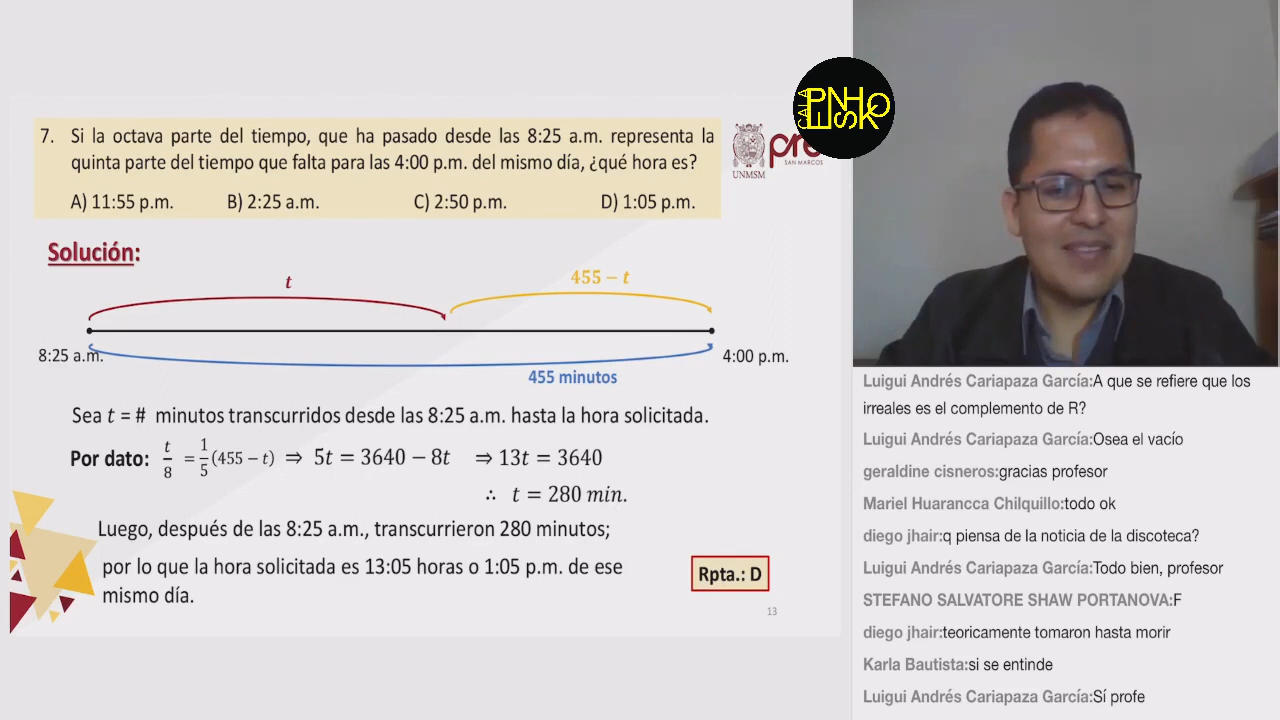 7. Si la octava parte del tiempo, que ha pasado desde las 8:25 a.m. representa la
quinta parte del tiempo que falta para las 4:00 p.m. del mismo día, ¿qué hora es?
A) 11:55 p.m. B) 2:25 a.m. C) 2:50 p.m. D) 1:05 p.m.
UNMSM
pre
SAN MARCOS
CALA
PENHO
ESK
Solución:
t
455 − t
8:25 a.m.
4:00 p.m.
455 minutos
Sea t = # minutos transcurridos desde las 8:25 a.m. hasta la hora solicitada.
Por dato: t/8 = 1/5 (455 − t) ⇒ 5t = 3640 − 8t ⇒ 13t = 3640
∴ t = 280 min.
Luego, después de las 8:25 a.m., transcurrieron 280 minutos;
por lo que la hora solicitada es 13:05 horas o 1:05 p.m. de ese
mismo día.
Rpta.: D
13
Luigui Andrés Cariapaza García:A que se refiere que los
irreales es el complemento de R?
Luigui Andrés Cariapaza García:Osea el vacío
geraldine cisneros:gracias profesor
Mariel Huarancca Chilquillo:todo ok
diego jhair:q piensa de la noticia de la discoteca?
Luigui Andrés Cariapaza García:Todo bien, profesor
STEFANO SALVATORE SHAW PORTANOVA:F
diego jhair:teoricamente tomaron hasta morir
Karla Bautista:si se entinde
Luigui Andrés Cariapaza García:Sí profe